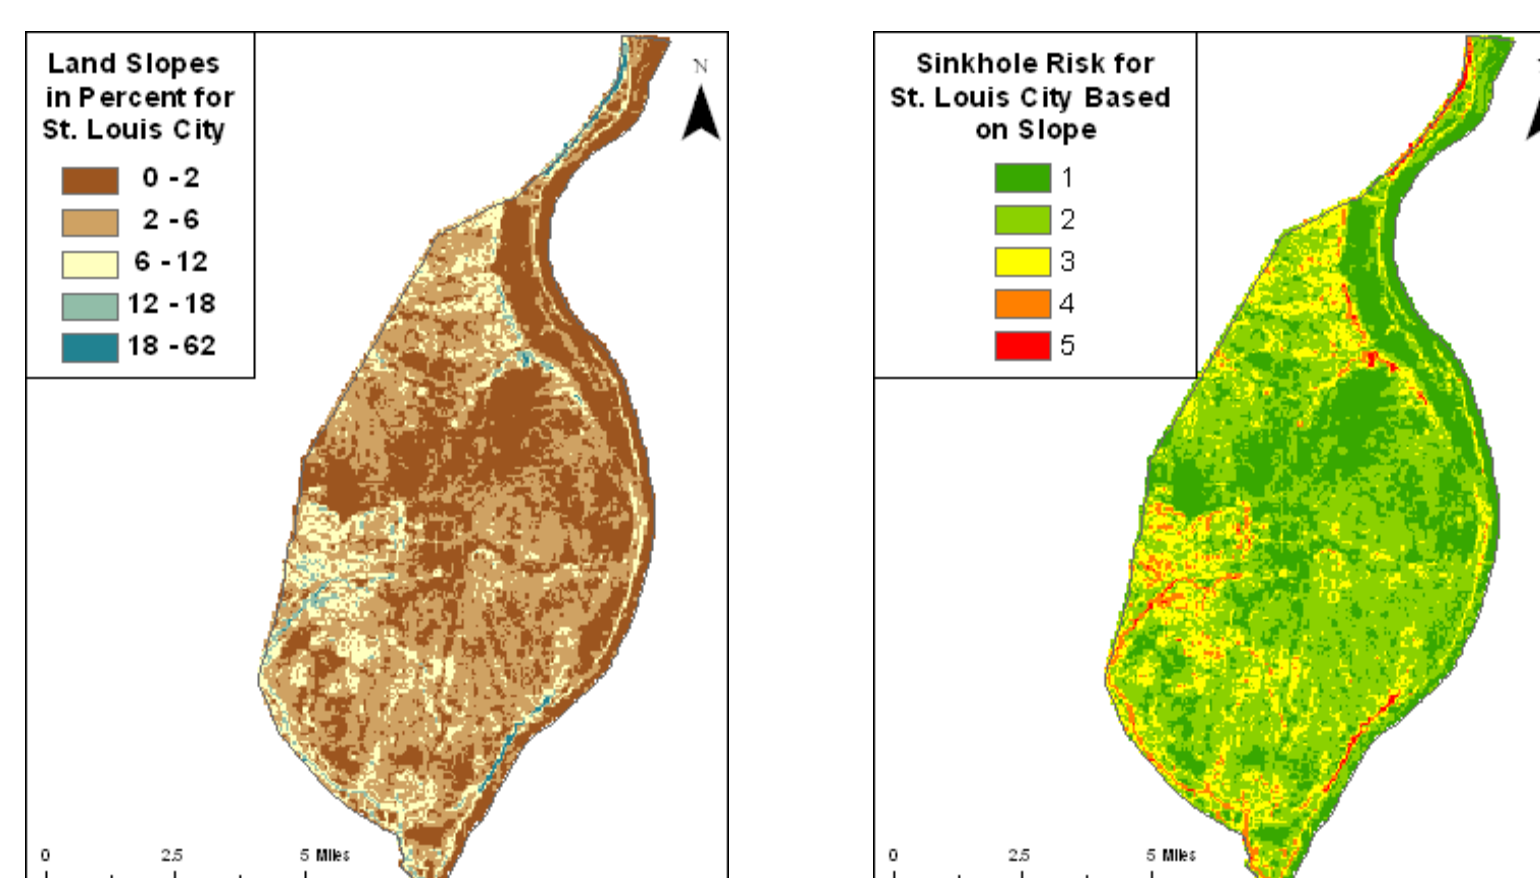 Land Slopes
in Percent for
St. Louis City
0 - 2
2 - 6
6 - 12
12 - 18
18 - 62
N
0 2.5 5 Miles
Sinkhole Risk for
St. Louis City Based
on Slope
1
2
3
4
5
0 2.5 5 Miles